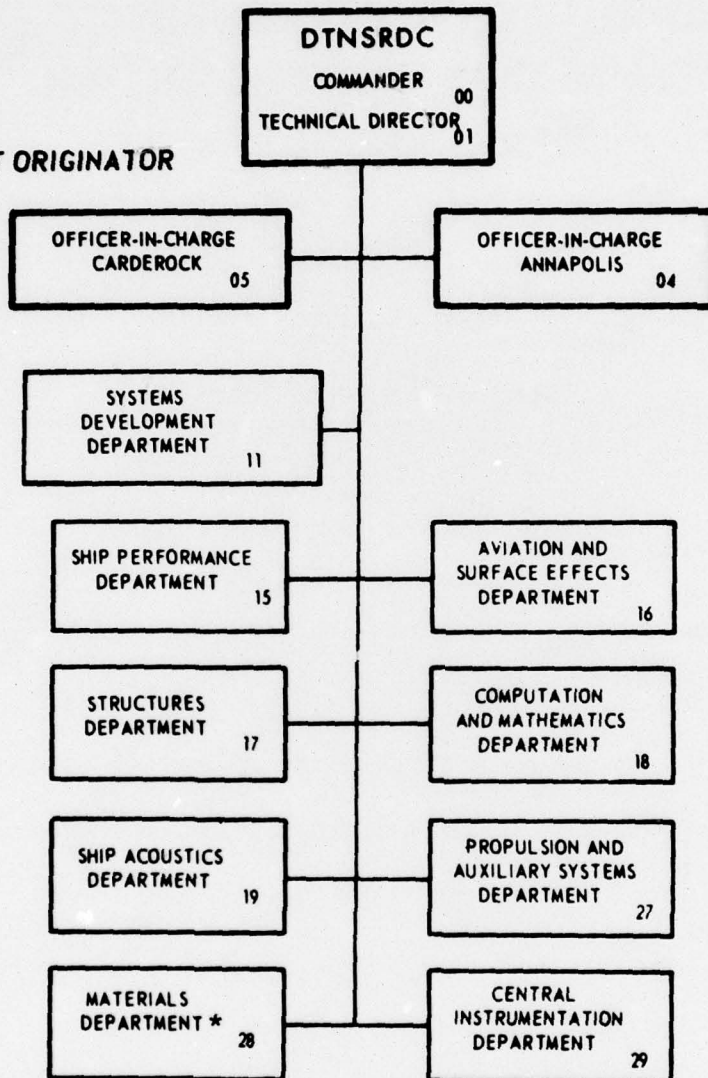 DTNSRDC
COMMANDER
00
TECHNICAL DIRECTOR
01
ORIGINATOR
OFFICER-IN-CHARGE
CARDEROCK
05
OFFICER-IN-CHARGE
ANNAPOLIS
04
SYSTEMS
DEVELOPMENT
DEPARTMENT
11
SHIP PERFORMANCE
DEPARTMENT
15
AVIATION AND
SURFACE EFFECTS
DEPARTMENT
16
STRUCTURES
DEPARTMENT
17
COMPUTATION
AND MATHEMATICS
DEPARTMENT
18
SHIP ACOUSTICS
DEPARTMENT
19
PROPULSION AND
AUXILIARY SYSTEMS
DEPARTMENT
27
MATERIALS
DEPARTMENT *
28
CENTRAL
INSTRUMENTATION
DEPARTMENT
29